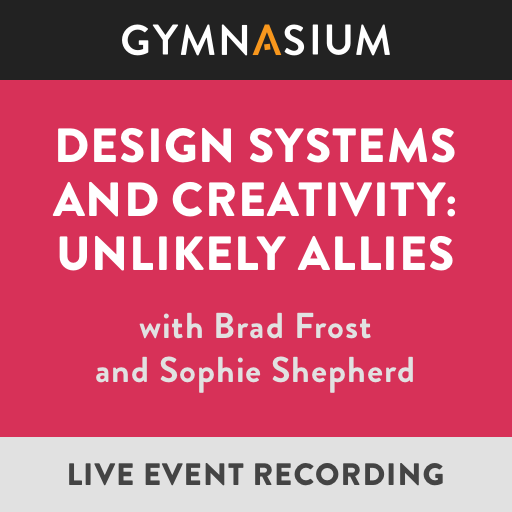 GYMNASIUM
DESIGN SYSTEMS
AND CREATIVITY:
UNLIKELY ALLIES
with Brad Frost
and Sophie Shepherd
LIVE EVENT RECORDING